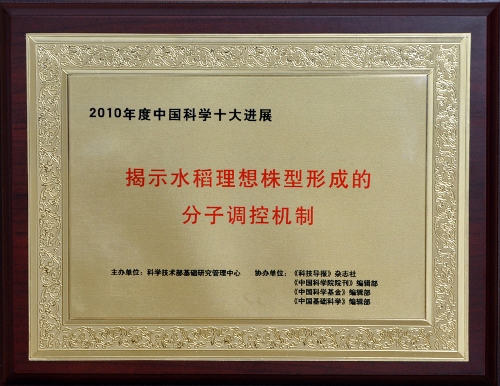 2010年度中国科学十大进展
揭示水稻理想株型形成的
分子调控机制
主办单位：科学技术部基础研究管理中心 协办单位：《科技导报》杂志社
《中国科学院院刊》编辑部
《中国科学基金》编辑部
《中国基础科学》编辑部